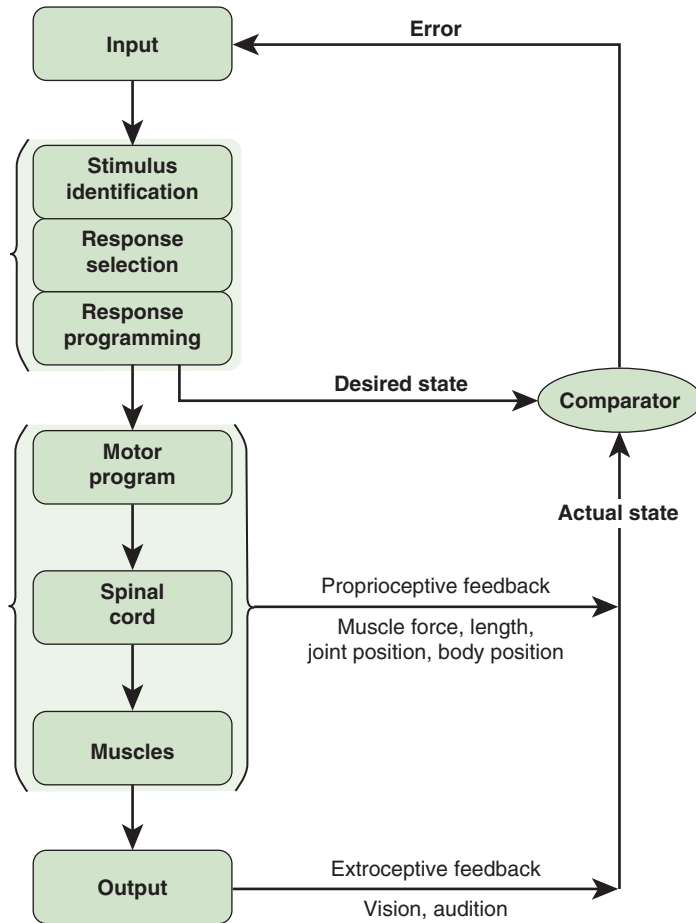 Input
Error
Stimulus
identification
Response
selection
Response
programming
Desired state
Comparator
Motor
program
Actual state
Spinal
cord
Proprioceptive feedback
Muscle force, length,
joint position, body position
Muscles
Output
Extroceptive feedback
Vision, audition